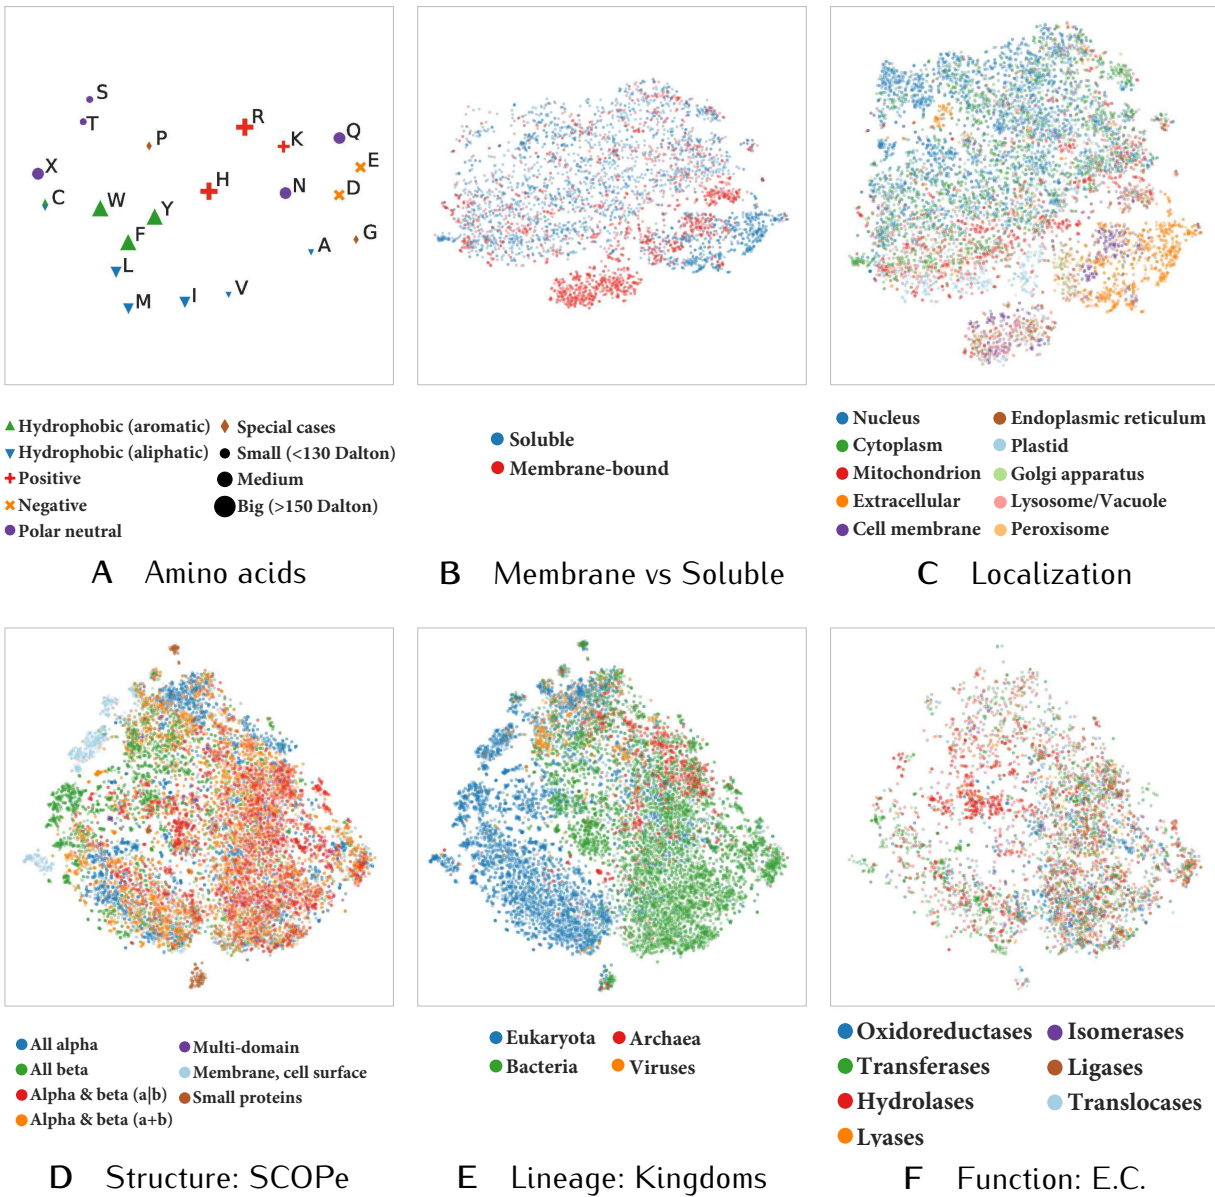 S
T
P
R
K
Q
X
E
H
N
D
C
W
Y
F
G
A
L
M
I
V
Hydrophobic (aromatic)
Hydrophobic (aliphatic)
Positive
Negative
Polar neutral
Special cases
Small (<130 Dalton)
Medium
Big (>150 Dalton)
A Amino acids
Soluble
Membrane-bound
B Membrane vs Soluble
Nucleus
Cytoplasm
Mitochondrion
Extracellular
Cell membrane
Endoplasmic reticulum
Plastid
Golgi apparatus
Lysosome/Vacuole
Peroxisome
C Localization
All alpha
All beta
Alpha & beta (a|b)
Alpha & beta (a+b)
Multi-domain
Membrane, cell surface
Small proteins
D Structure: SCOPe
Eukaryota
Bacteria
Archaea
Viruses
E Lineage: Kingdoms
Oxidoreductases
Transferases
Hydrolases
Lyases
Isomerases
Ligases
Translocases
F Function: E.C.